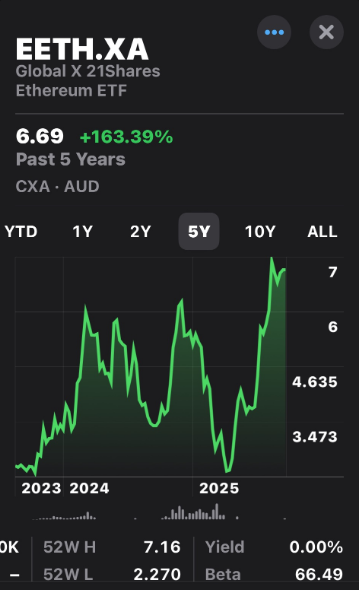 EETH.XA
Global X 21Shares
Ethereum ETF
6.69 +163.39%
Past 5 Years
CXA · AUD
YTD 1Y 2Y 5Y 10Y ALL
7
6
4.635
3.473
2023 2024 2025
0K 52W H 7.16 Yield 0.00%
– 52W L 2.270 Beta 66.49